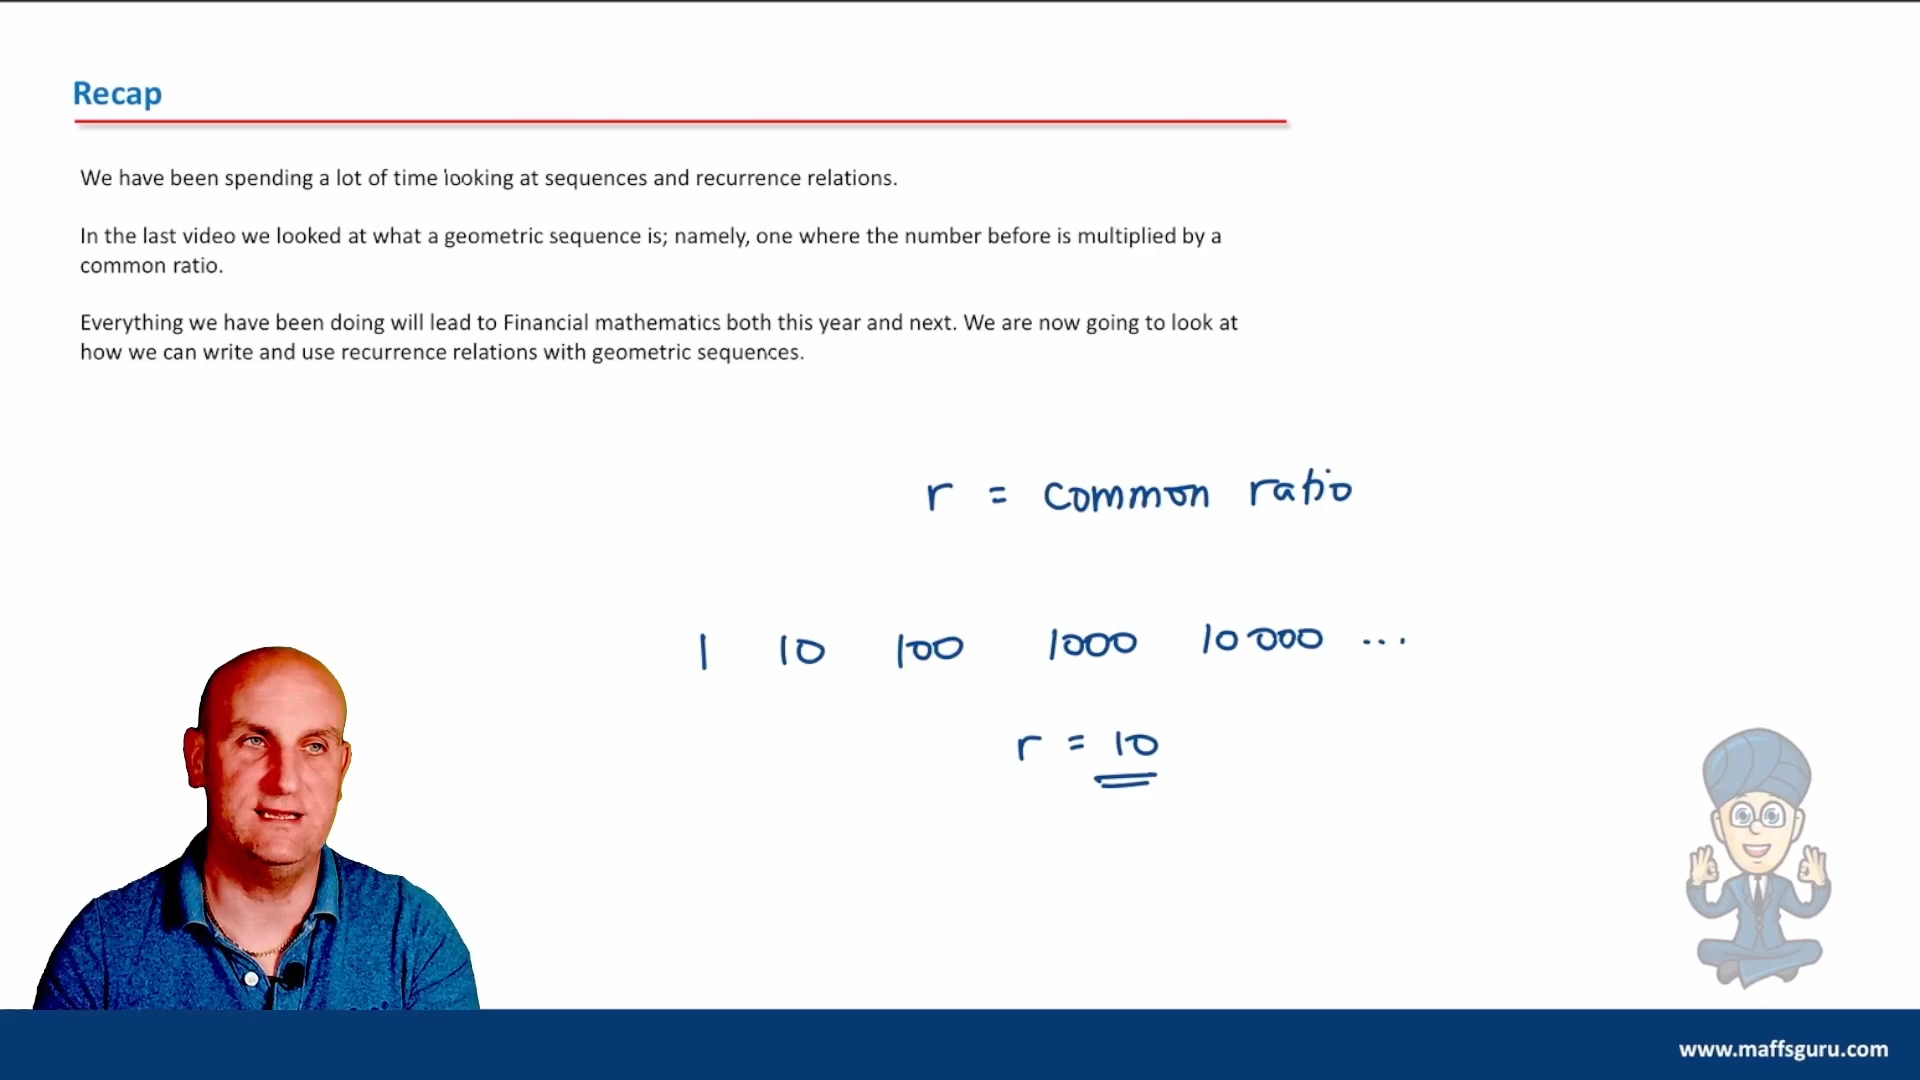 Recap
We have been spending a lot of time looking at sequences and recurrence relations.
In the last video we looked at what a geometric sequence is; namely, one where the number before is multiplied by a
common ratio.
Everything we have been doing will lead to Financial mathematics both this year and next. We are now going to look at
how we can write and use recurrence relations with geometric sequences.
r = common ratio
1 10 100 1000 10 000 ...
r = 10
www.maffsguru.com